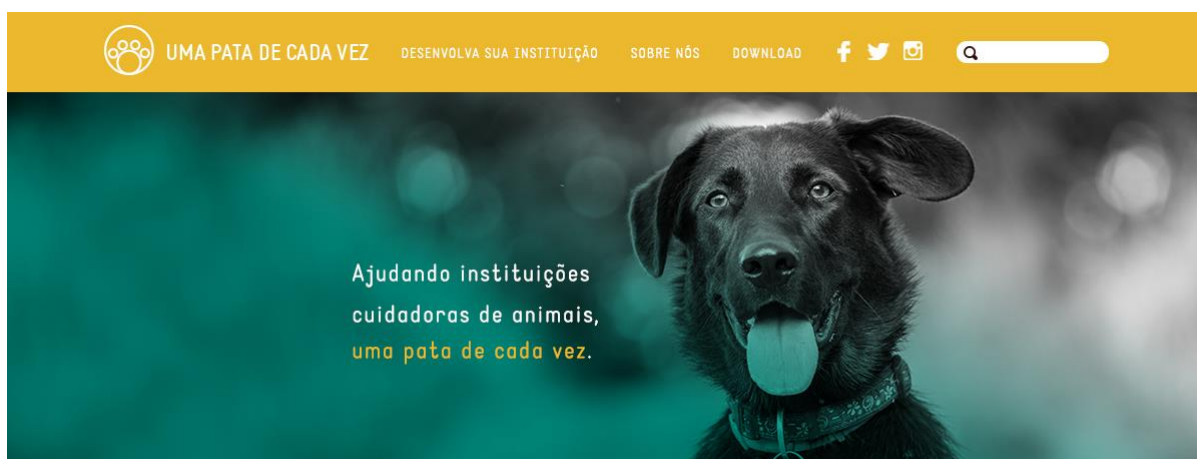 UMA PATA DE CADA VEZ
DESENVOLVA SUA INSTITUIÇÃO
SOBRE NÓS
DOWNLOAD
Ajudando instituições
cuidadoras de animais,
uma pata de cada vez.